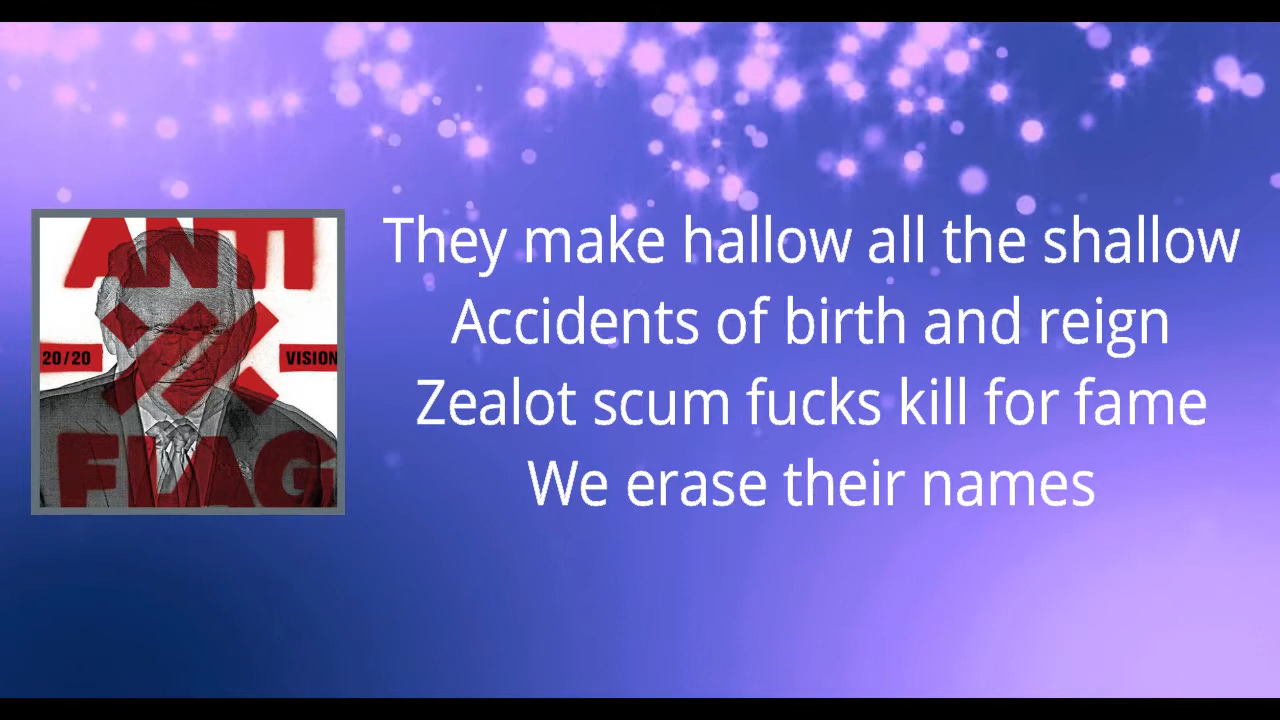 ANTI
20/20 VISION
FLAG
They make hallow all the shallow
Accidents of birth and reign
Zealot scum fucks kill for fame
We erase their names